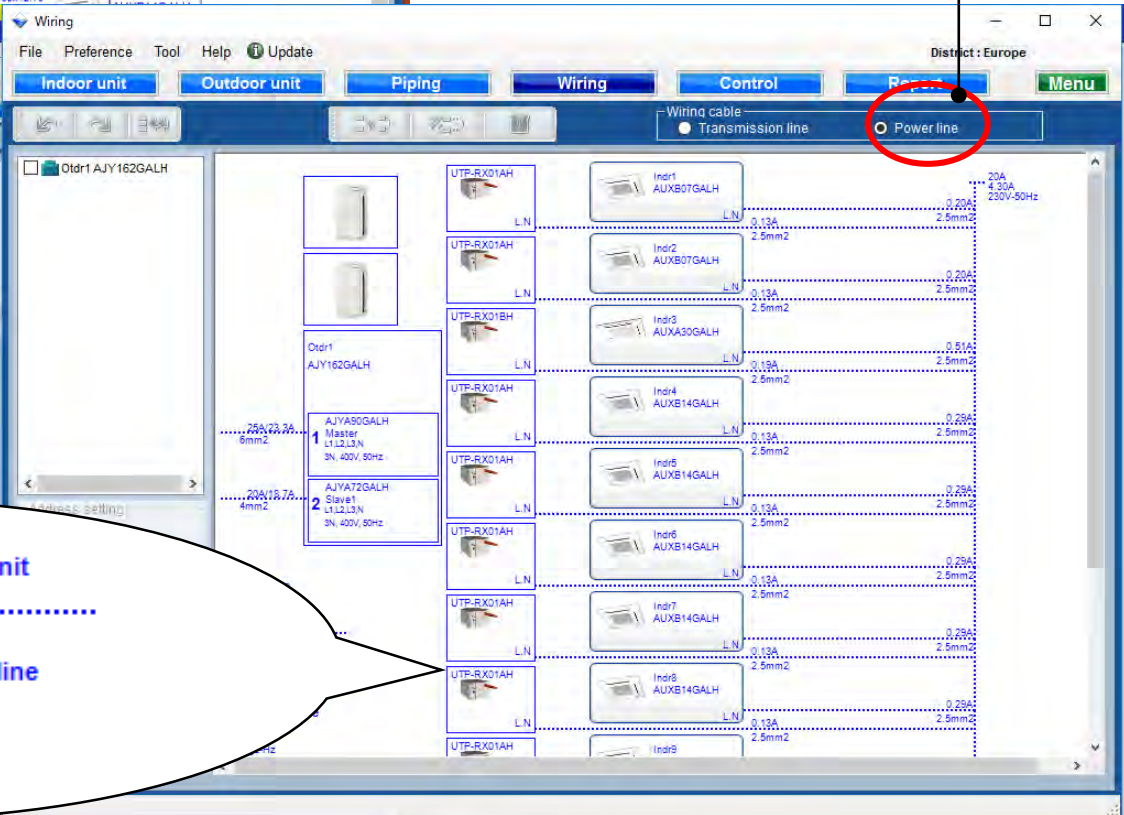 Wiring
File Preference Tool Help Update
District : Europe
Indoor unit Outdoor unit Piping Wiring Control Report Menu
Wiring cable
Transmission line Power line
Otdr1 AJY162GALH
Address setting
Otdr1
AJY162GALH
25A/23.3A
6mm2
1
AJYA90GALH
Master
L1,L2,L3,N
3N, 400V, 50Hz
20A/18.7A
4mm2
2
AJYA72GALH
Slave1
L1,L2,L3,N
3N, 400V, 50Hz
20A
4.30A
230V-50Hz
UTP-RX01AH
L.N
Indr1
AUXB07GALH
L.N
0.20A
2.5mm2
0.13A
2.5mm2
UTP-RX01AH
L.N
Indr2
AUXB07GALH
L.N
0.20A
2.5mm2
0.13A
2.5mm2
UTP-RX01BH
L.N
Indr3
AUXA30GALH
L.N
0.51A
2.5mm2
0.19A
2.5mm2
UTP-RX01AH
L.N
Indr4
AUXB14GALH
L.N
0.29A
2.5mm2
0.13A
2.5mm2
UTP-RX01AH
L.N
Indr5
AUXB14GALH
L.N
0.29A
2.5mm2
0.13A
2.5mm2
UTP-RX01AH
L.N
Indr6
AUXB14GALH
L.N
0.29A
2.5mm2
0.13A
2.5mm2
UTP-RX01AH
L.N
Indr7
AUXB14GALH
L.N
0.29A
2.5mm2
0.13A
2.5mm2
UTP-RX01AH
L.N
Indr8
AUXB14GALH
L.N
0.29A
2.5mm2
0.13A
2.5mm2
UTP-RX01AH
Indr9
nit
line